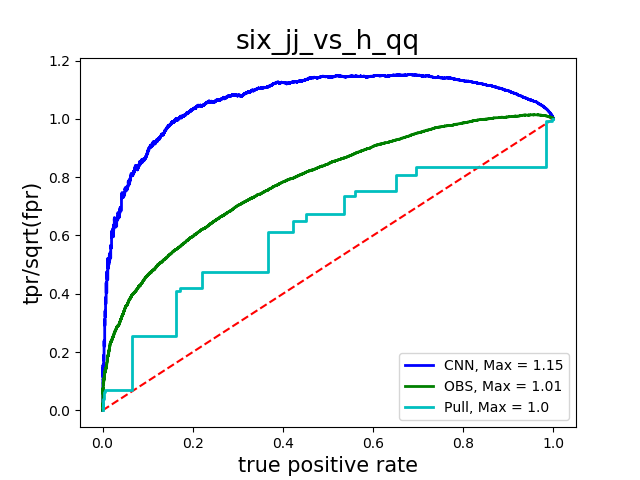 six_jj_vs_h_qq
1.2
1.0
0.8
0.6
0.4
0.2
0.0
tpr/sqrt(fpr)
CNN, Max = 1.15
OBS, Max = 1.01
Pull, Max = 1.0
0.0 0.2 0.4 0.6 0.8 1.0
true positive rate